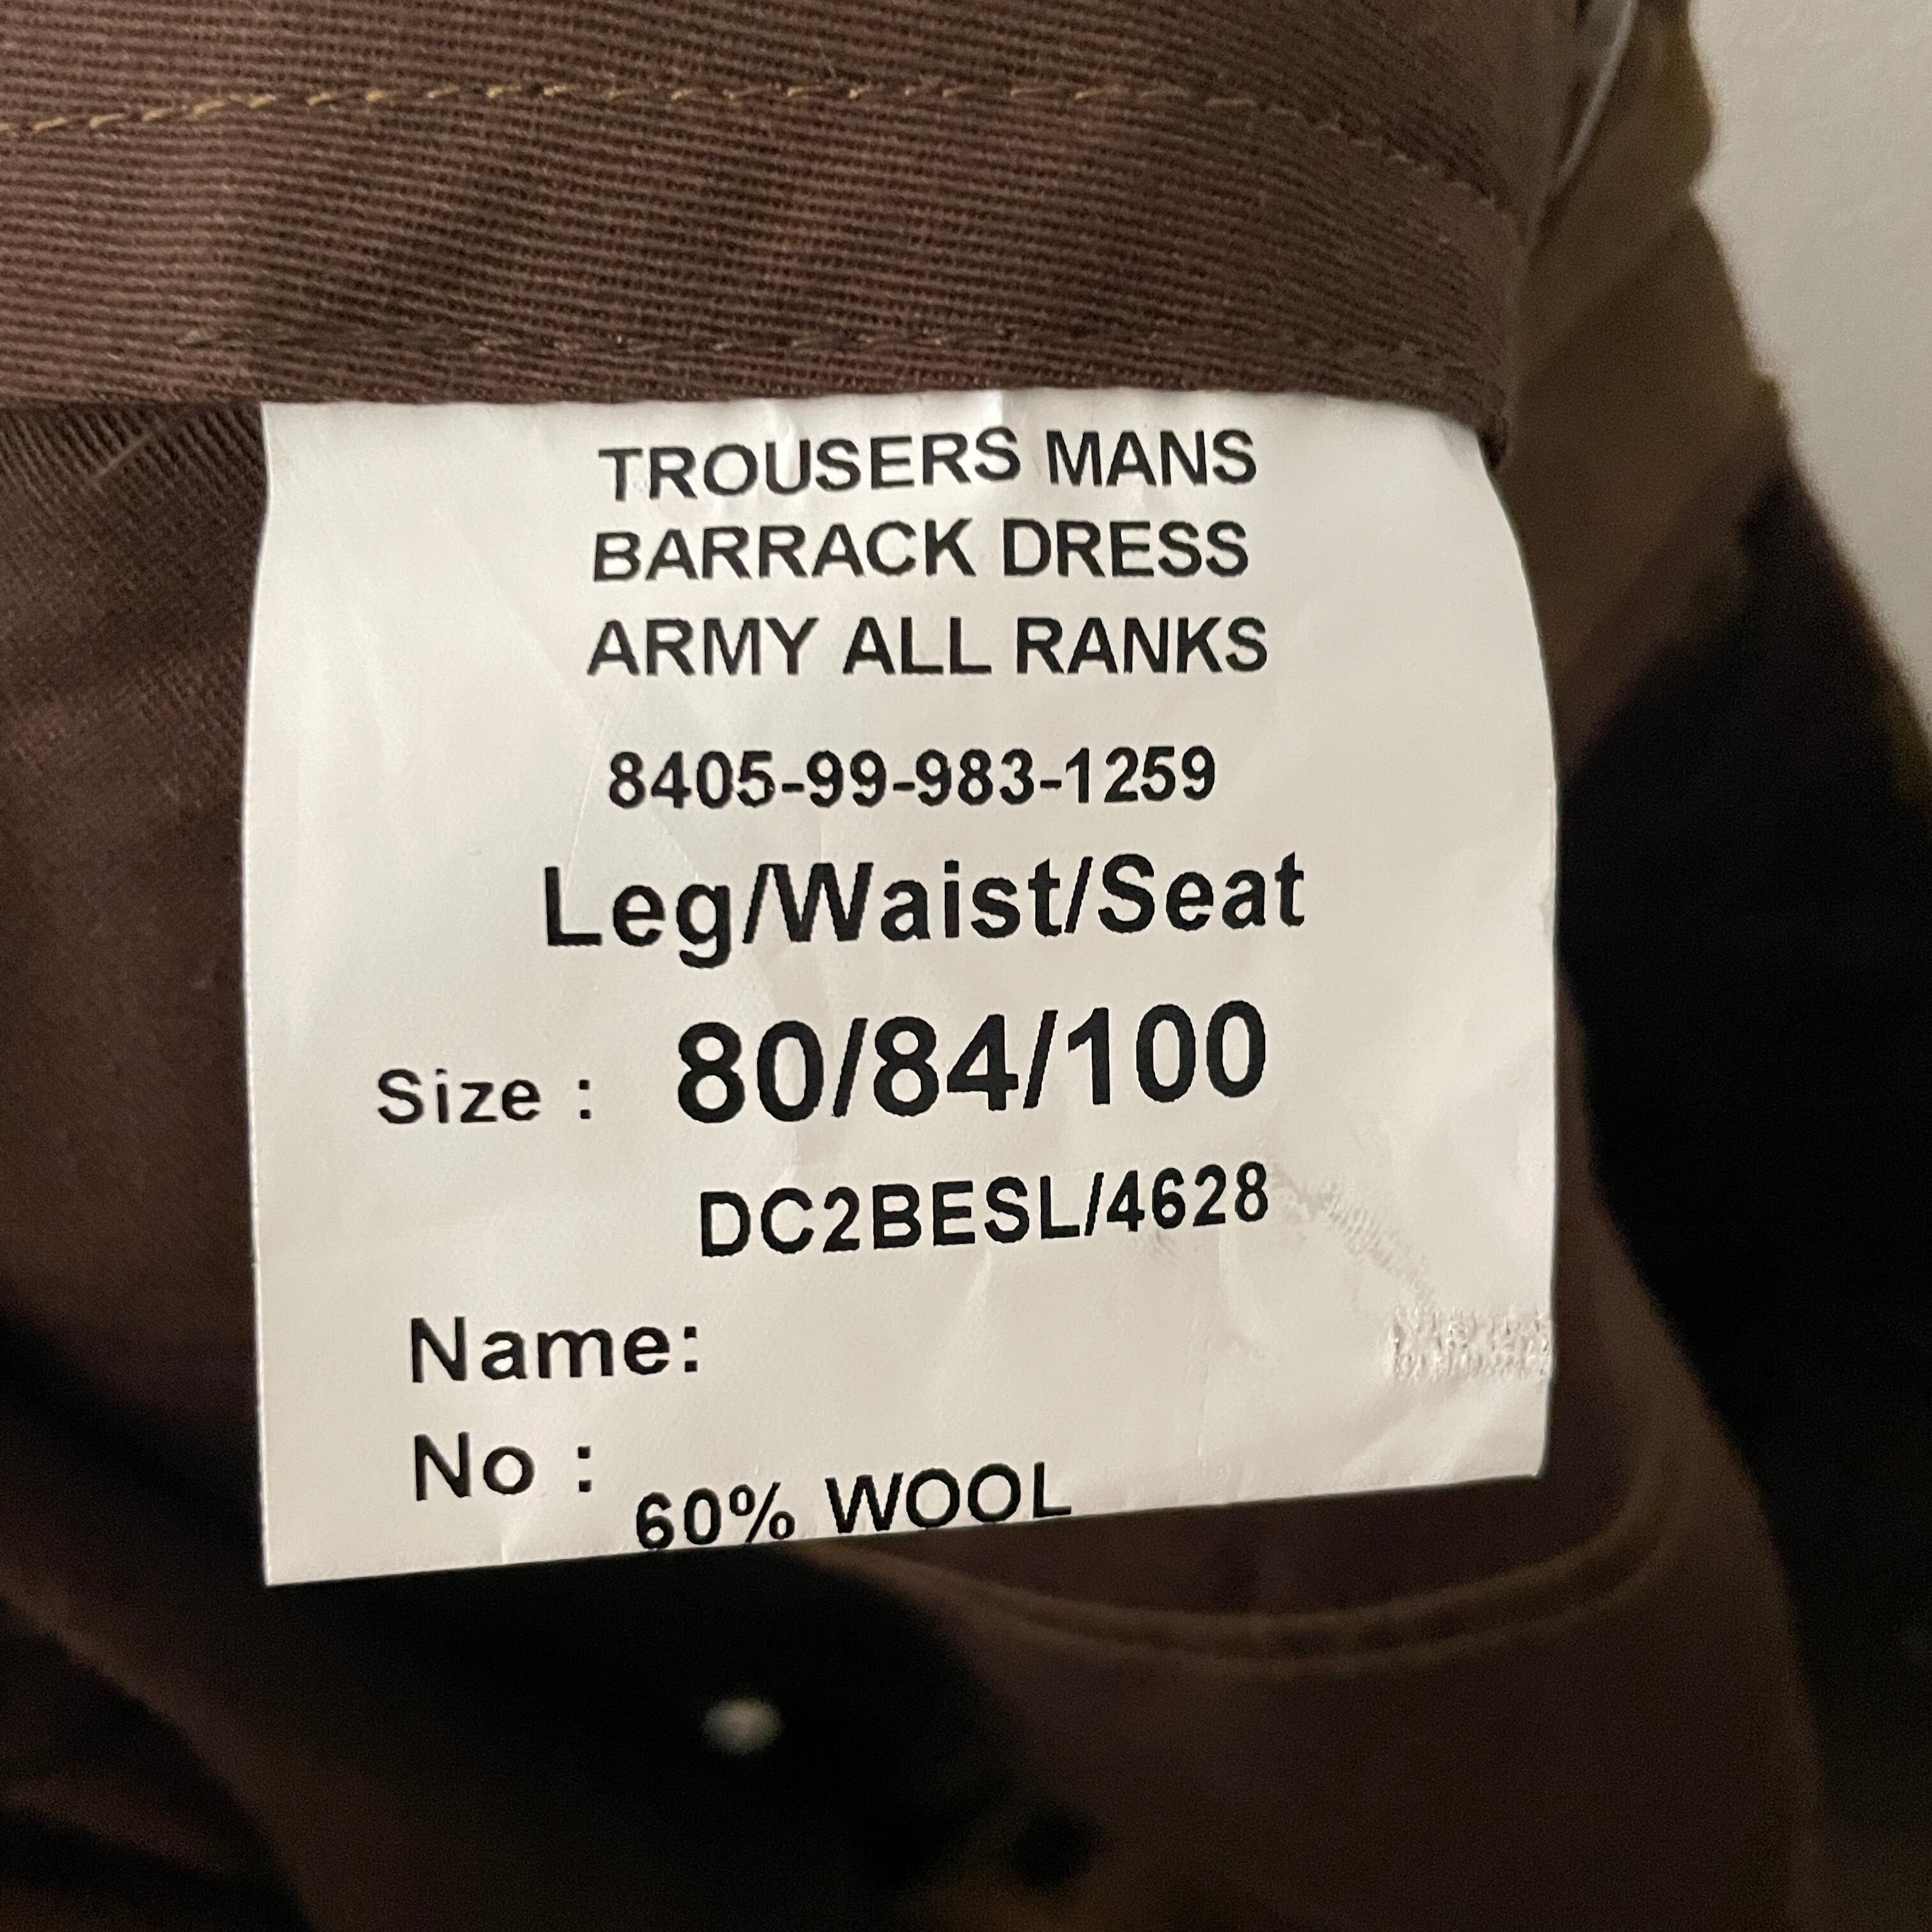 TROUSERS MANS
BARRACK DRESS
ARMY ALL RANKS
8405-99-983-1259
Leg/Waist/Seat
Size : 80/84/100
DC2BESL/4628
Name:
No :
60% WOOL